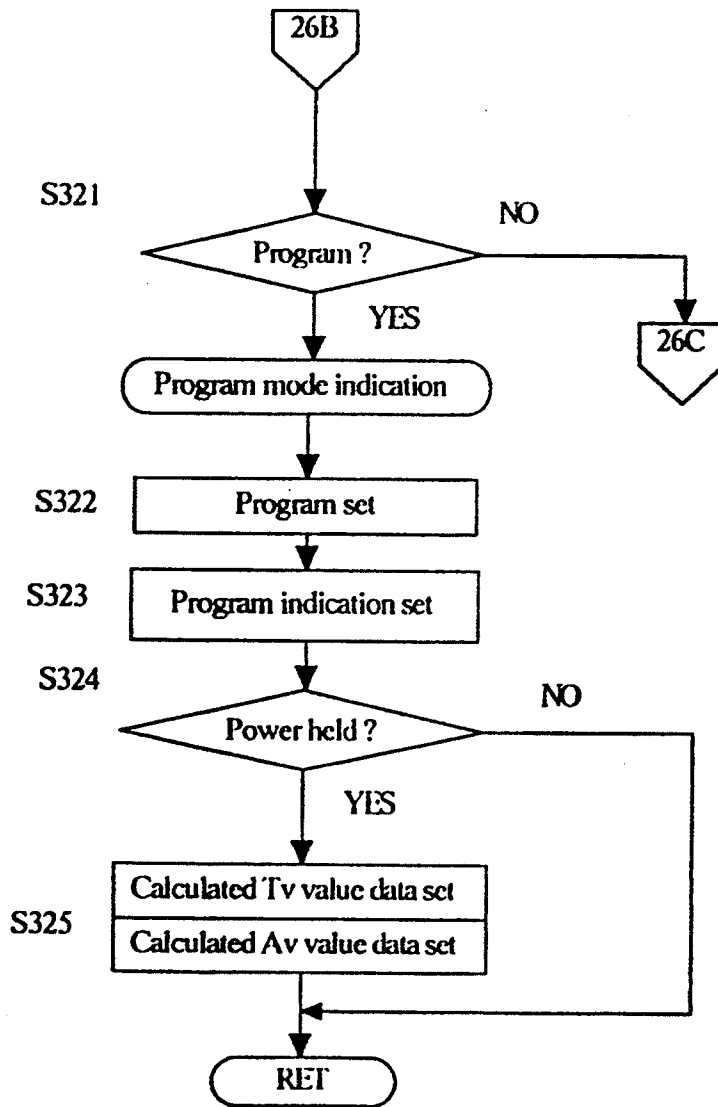 26B
S321
NO
Program ?
YES
26C
Program mode indication
S322
Program set
S323
Program indication set
S324
NO
Power held ?
YES
Calculated Tv value data set
S325
Calculated Av value data set
RET